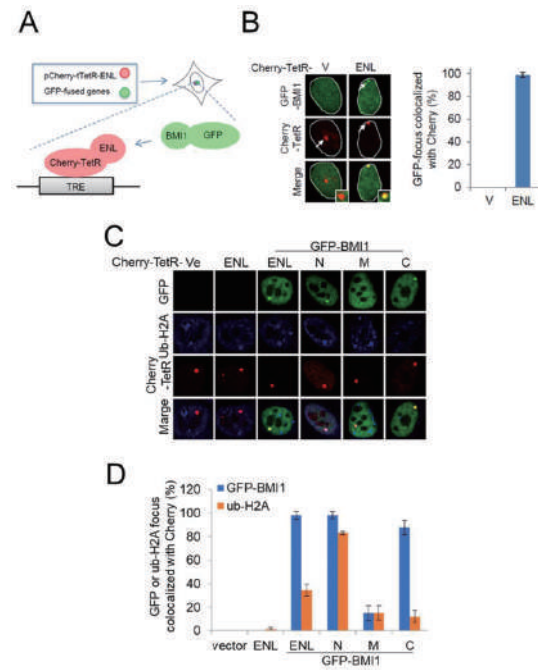 A
pCherry-tTetR-ENL
GFP-fused genes
ENL
BMI1
GFP
Cherry-TetR
TRE
B
Cherry-TetR- V ENL
GFP
-BMI1
Cherry
-TetR
Merge
GFP-focus colocalized
with Cherry (%)
100
80
60
40
20
0
V ENL
C
GFP-BMI1
Cherry-TetR- Ve ENL ENL N M C
GFP
Ub-H2A
Cherry
-TetR
Marge
D
GFP or ub-H2A focus
colocalized with Cherry (%)
120
100
80
60
40
20
0
GFP-BMI1
ub-H2A
vector ENL ENL N M C
GFP-BMI1